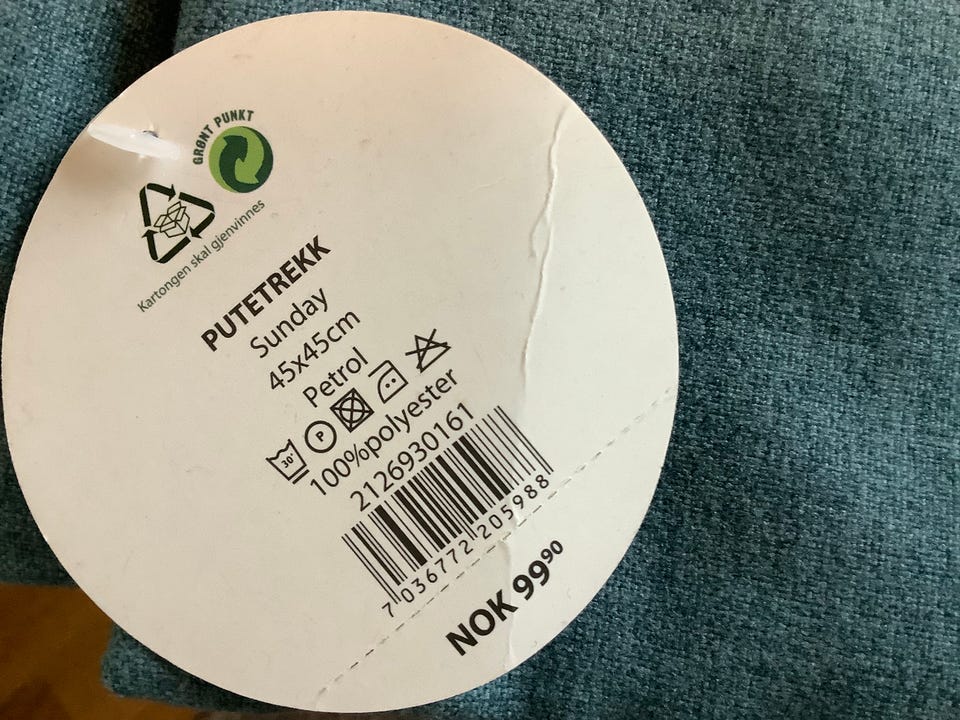 GRØNT PUNKT
Kartongen skal gjenvinnes
PUTETREKK
Sunday
45x45cm
Petrol
30° P
100%polyester
2126930161
7 036772 205988
NOK 99⁹⁰